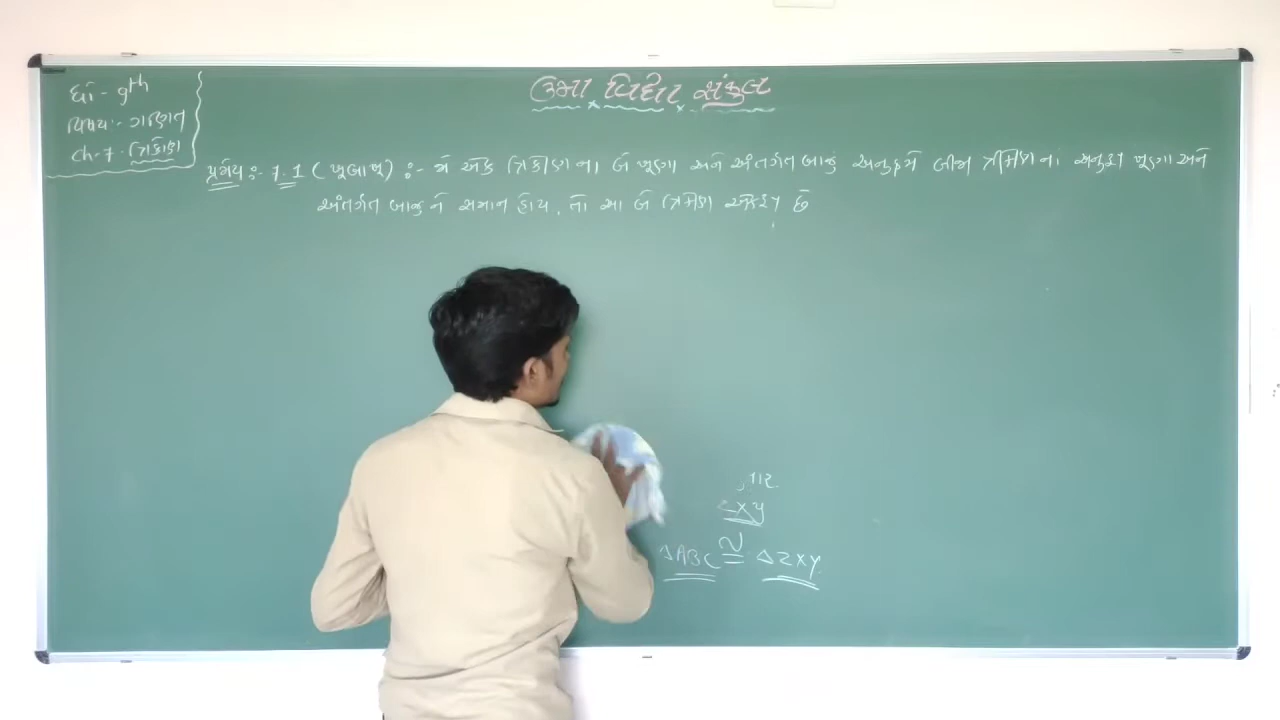 ઉમા વિદ્યા સંકુલ
ધો - 9th
વિષય:- ગણિત
ch-7. ત્રિકોણ
પ્રમેય :- 7.1 (ખૂબાખૂ) :- જો એક ત્રિકોણના બે ખૂણા અને અંતર્ગત બાજુ અનુક્રમે બીજા ત્રિકોણના અનુરૂપ ખૂણા અને
અંતર્ગત બાજુ ને સમાન હોય, તો આ બે ત્રિકોણ એકરૂપ છે
ZXY
ΔABC ≅ ΔZXY